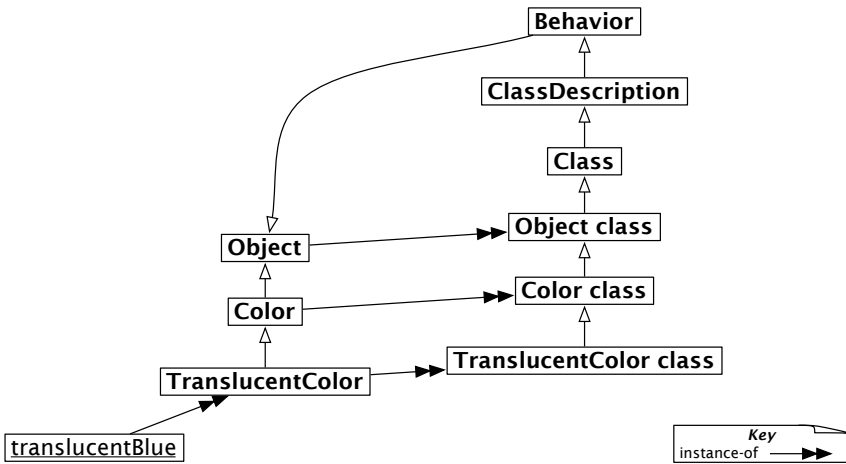 Behavior
ClassDescription
Class
Object class
Object
Color class
Color
TranslucentColor class
TranslucentColor
translucentBlue
Key
instance-of